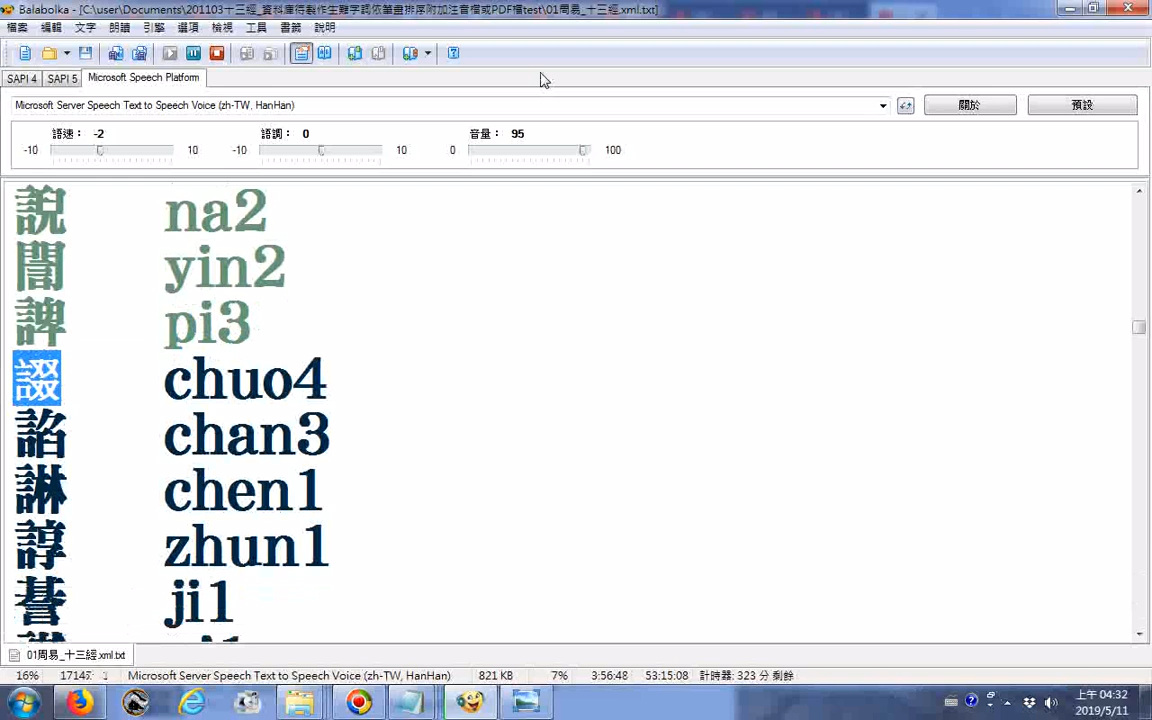 Balabolka - [C:\user\Documents\201103十三經_資料庫待製作生難字詞依筆畫排序附加注音檔或PDF檔test\01周易_十三經.xml.txt]
檔案 編輯 文字 朗讀 引擎 選項 檢視 工具 書籤 說明
SAPI 4 SAPI 5 Microsoft Speech Platform
Microsoft Server Speech Text to Speech Voice (zh-TW, HanHan) 關於 預設
語速： -2 語調： 0 音量： 95
-10 10 -10 10 0 100
na2
誾 yin2
諀 pi3
諁 chuo4
諂 chan3
諃 chen1
諄 zhun1
諅 ji1
01周易_十三經.xml.txt
16% Microsoft Server Speech Text to Speech Voice (zh-TW, HanHan) 821 KB 7% 3:56:48 53:15:08 計時器: 323 分 剩餘
上午 04:32
2019/5/11